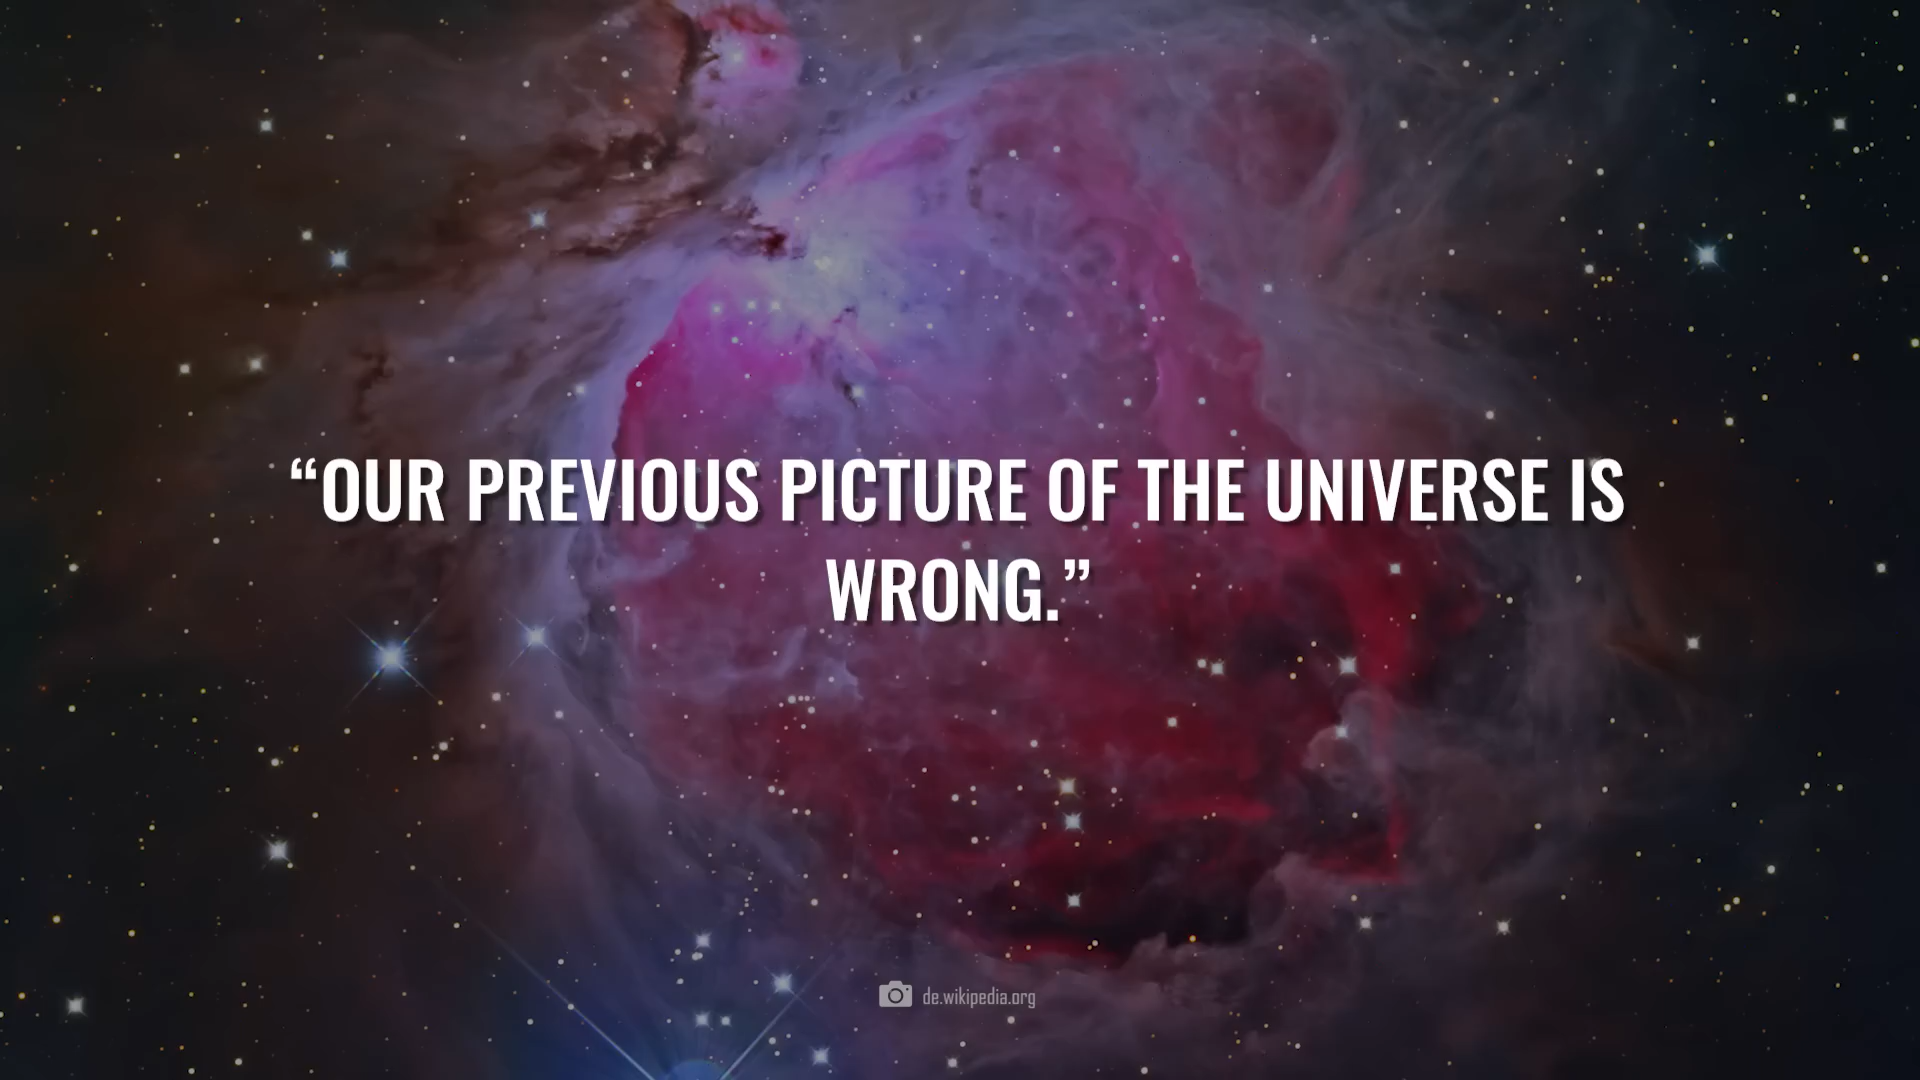 “OUR PREVIOUS PICTURE OF THE UNIVERSE IS
WRONG.”
de.wikipedia.org